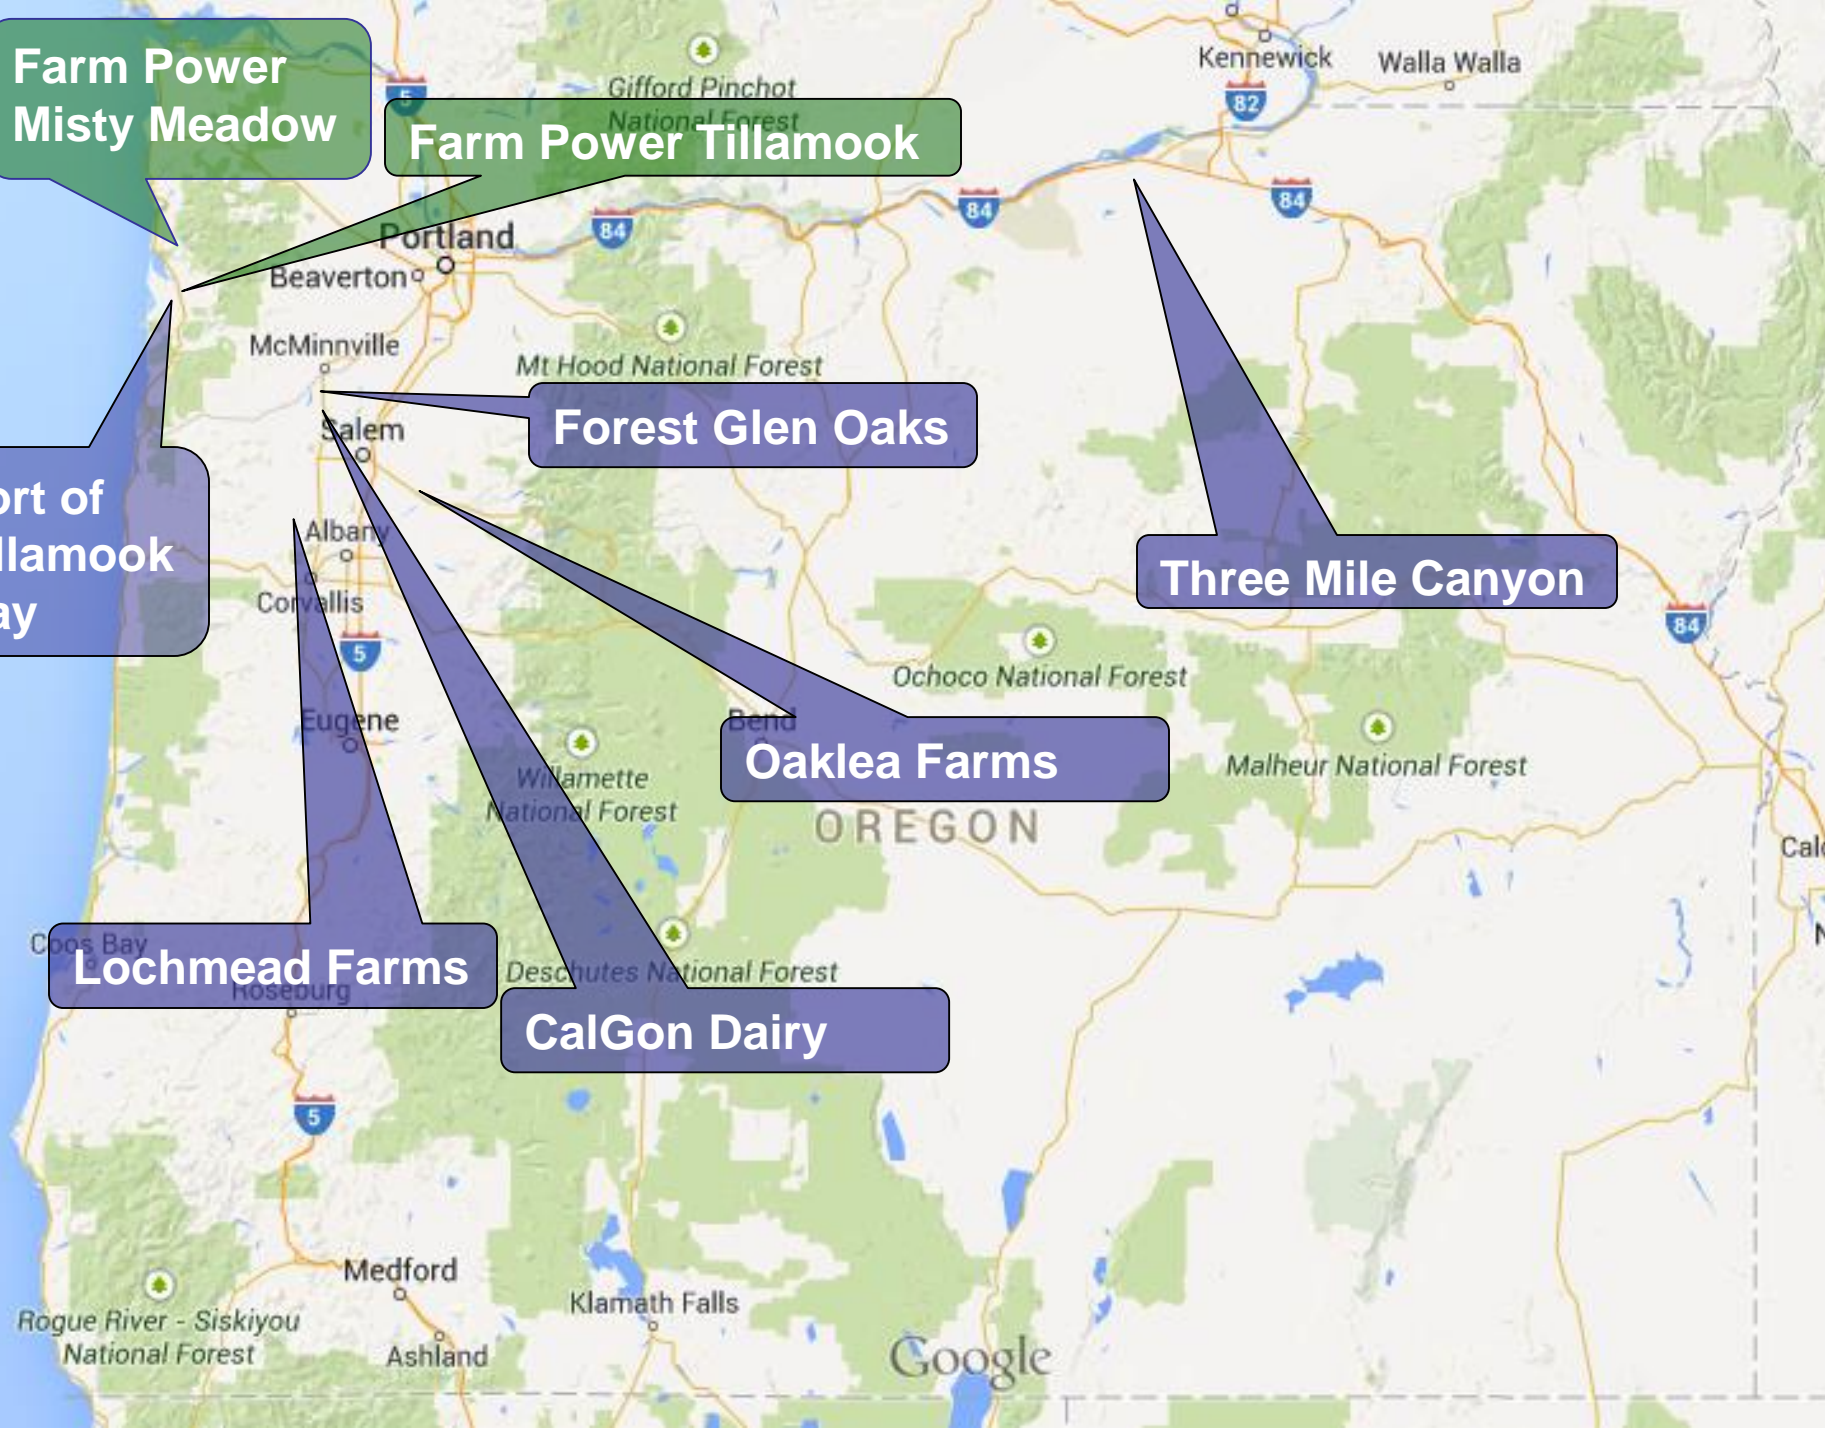 Farm Power
Misty Meadow
5
Gifford Pinchot
National Forest
Kennewick
Walla Walla
82
Farm Power Tillamook
84
84
84
Portland
Beaverton
McMinnville
Mt Hood National Forest
Forest Glen Oaks
Salem
ort of
llamook
ay
Albany
Corvallis
Three Mile Canyon
5
84
Ochoco National Forest
Eugene
Bend
Oaklea Farms
Willamette
National Forest
Malheur National Forest
OREGON
Cal
Coos Bay
N
Lochmead Farms
Roseburg
Deschutes National Forest
CalGon Dairy
5
Medford
Klamath Falls
Rogue River - Siskiyou
National Forest
Ashland
Google